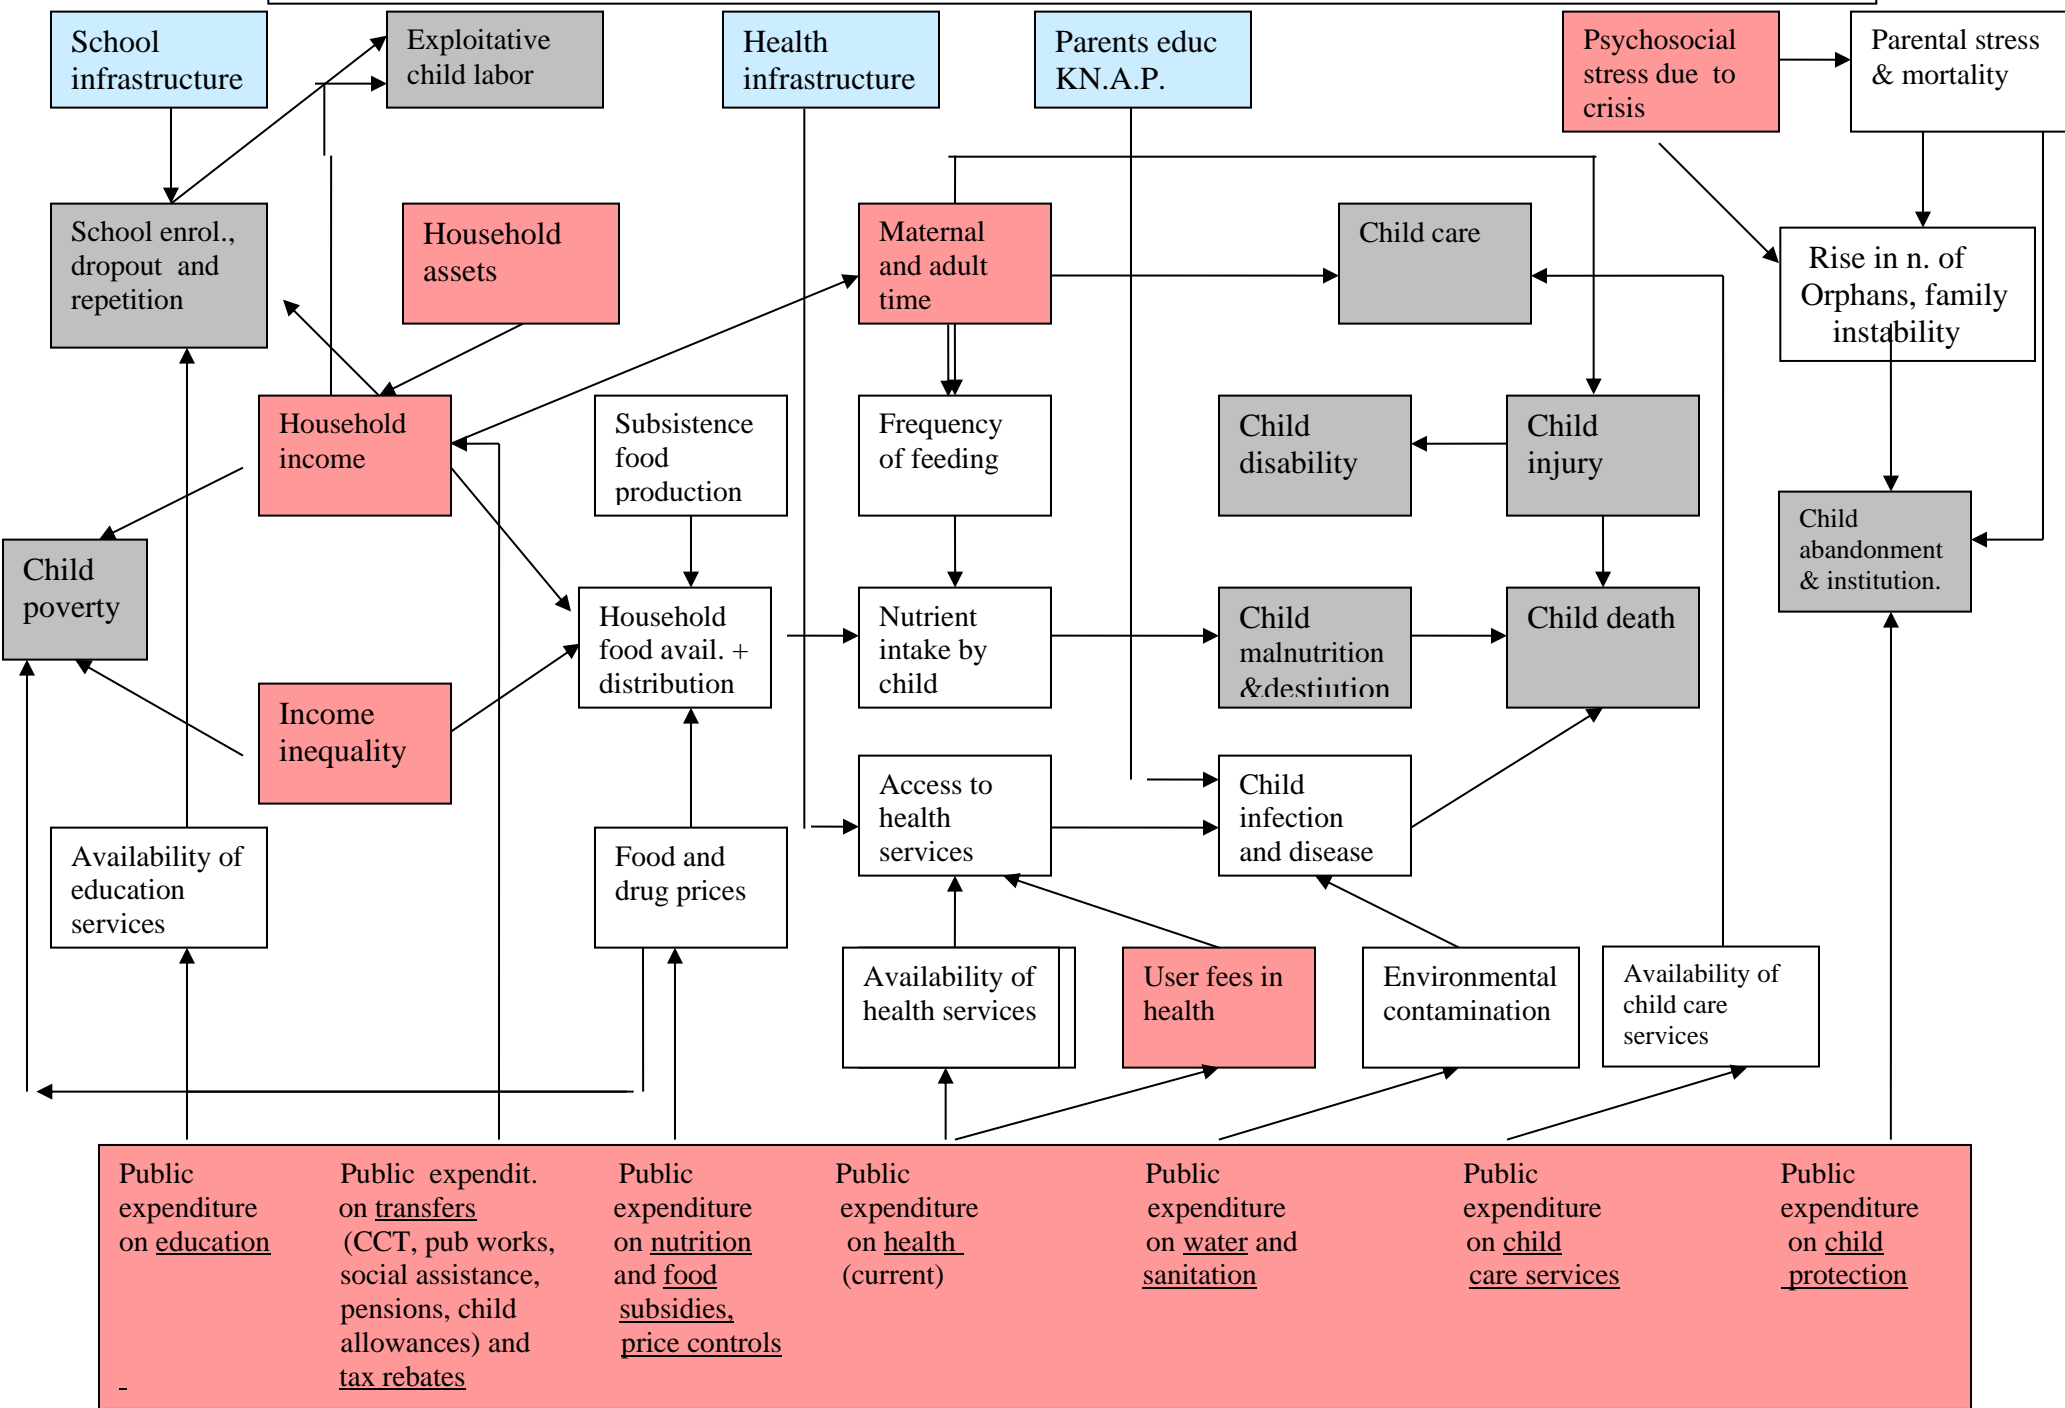 School
infrastructure
Exploitative
child labor
Health
infrastructure
Parents educ
KN.A.P.
Psychosocial
stress due to
crisis
Parental stress
& mortality
School enrol.,
dropout and
repetition
Household
assets
Maternal
and adult
time
Child care
Rise in n. of
Orphans, family
instability
Household
income
Subsistence
food
production
Frequency
of feeding
Child
disability
Child
injury
Child
abandonment
& institution.
Child
poverty
Household
food avail. +
distribution
Nutrient
intake by
child
Child
malnutrition
&destiution
Child death
Income
inequality
Access to
health
services
Child
infection
and disease
Availability of
education
services
Food and
drug prices
Availability of
health services
User fees in
health
Environmental
contamination
Availability of
child care
services
Public
expenditure
on education
Public expendit.
on transfers
(CCT, pub works,
social assistance,
pensions, child
allowances) and
tax rebates
Public
expenditure
on nutrition
and food
subsidies,
price controls
Public
expenditure
on health
(current)
Public
expenditure
on water and
sanitation
Public
expenditure
on child
care services
Public
expenditure
on child
protection